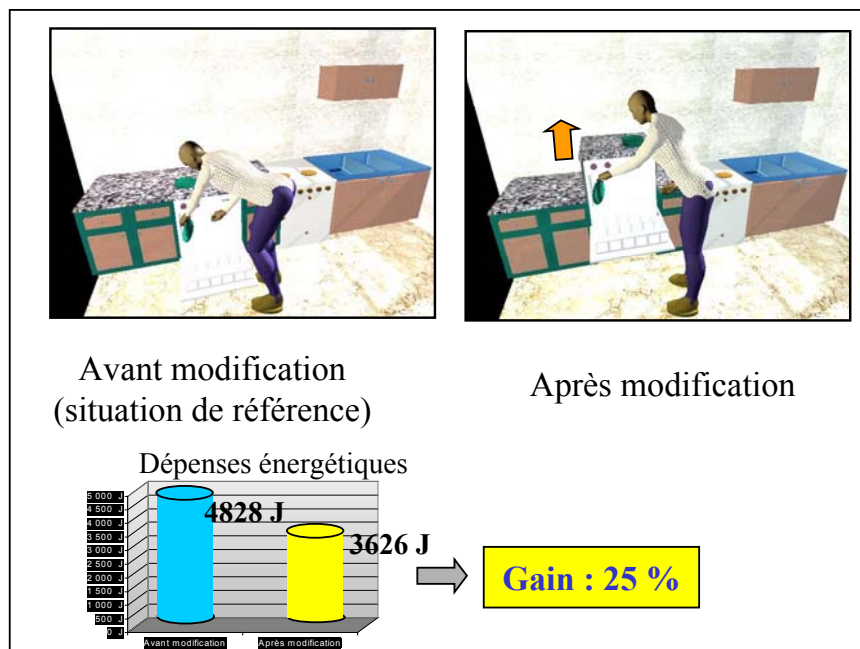 Avant modification
(situation de référence)
Après modification
Dépenses énergétiques
5 000 J
4 500 J
4 000 J
3 500 J
3 000 J
2 500 J
2 000 J
1 500 J
1 000 J
500 J
0 J
4828 J
3626 J
Gain : 25 %
Avant modification
Après modification